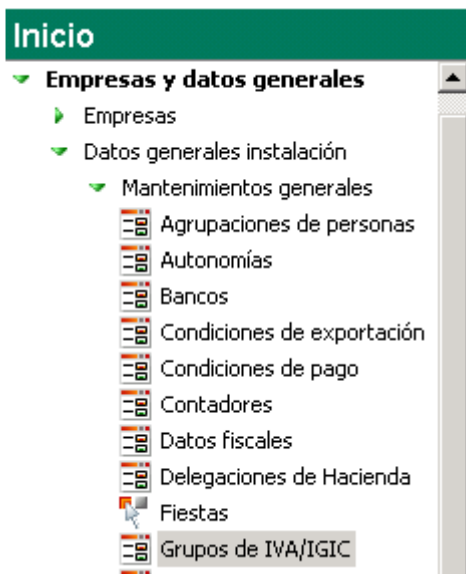 Inicio
Empresas y datos generales
Empresas
Datos generales instalación
Mantenimientos generales
Agrupaciones de personas
Autonomías
Bancos
Condiciones de exportación
Condiciones de pago
Contadores
Datos fiscales
Delegaciones de Hacienda
Fiestas
Grupos de IVA/IGIC